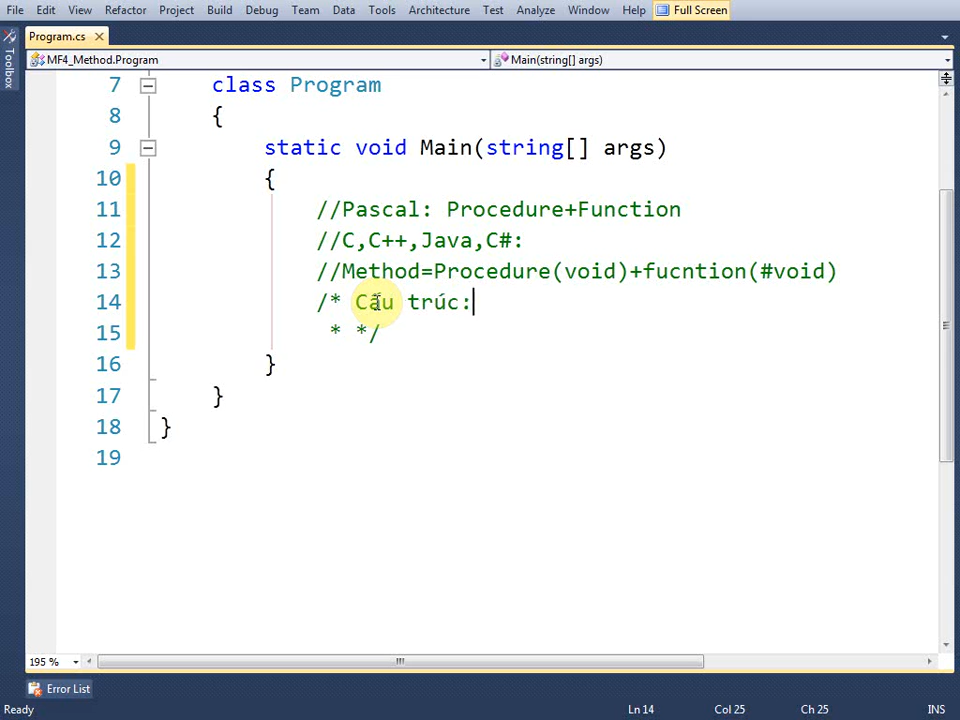 File Edit View Refactor Project Build Debug Team Data Tools Architecture Test Analyze Window Help Full Screen
Program.cs
Toolbox
MF4_Method.Program Main(string[] args)
7 class Program
8 {
9 static void Main(string[] args)
10 {
11 //Pascal: Procedure+Function
12 //C,C++,Java,C#:
13 //Method=Procedure(void)+fucntion(#void)
14 /* Cấu trúc:
15 * */
16 }
17 }
18 }
19
195 %
Error List
Ready Ln 14 Col 25 Ch 25 INS